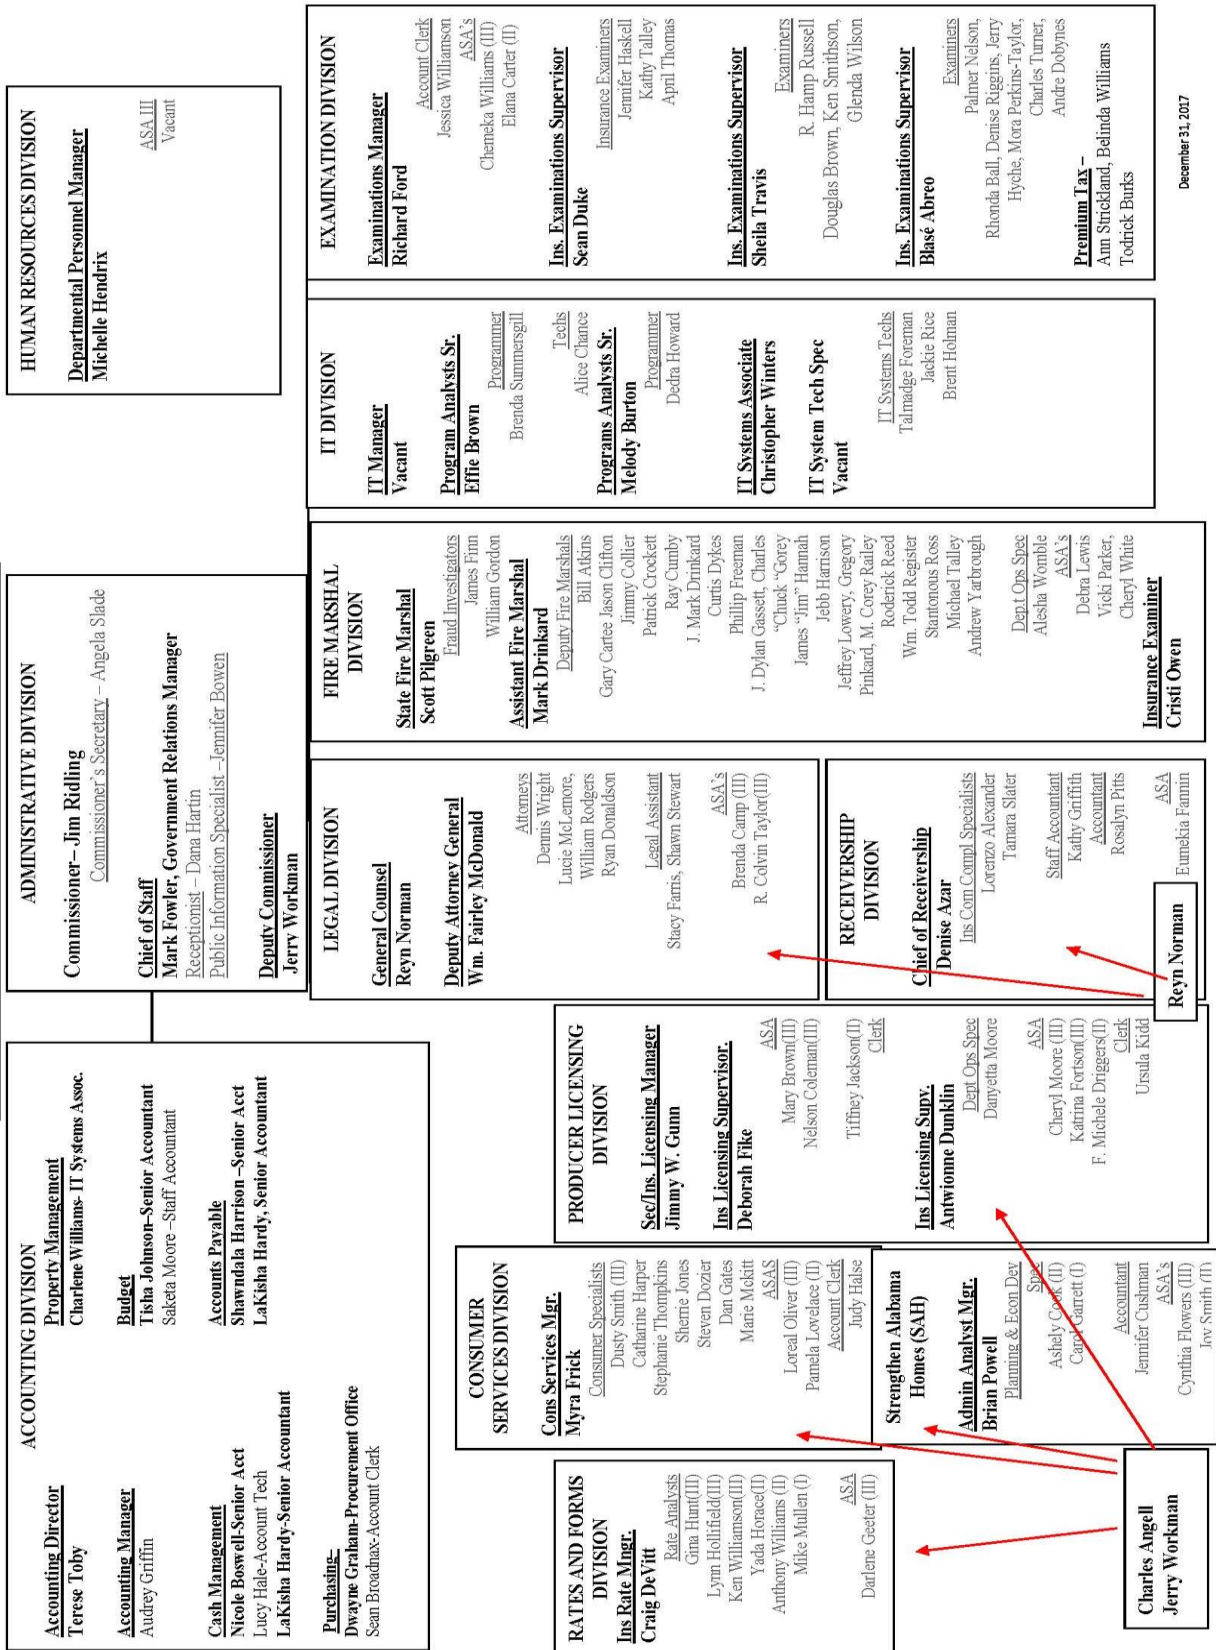 ACCOUNTING DIVISION
Accounting Director
Terese Toby
Accounting Manager
Audrey Griffin
Cash Management
Nicole Boswell-Senior Acct
Lucy Hale-Account Tech
LaKisha Hardy-Senior Accountant
Purchasing–
Dwayne Graham-Procurement Office
Sean Broadnax-Account Clerk
Property Management
Charlene Williams- IT Systems Assoc.
Budget
Tisha Johnson–Senior Accountant
Saketa Moore –Staff Accountant
Accounts Payable
Shawndala Harrison –Senior Acct
LaKisha Hardy, Senior Accountant
ADMINISTRATIVE DIVISION
Commissioner– Jim Ridling
Commissioner's Secretary – Angela Slade
Chief of Staff
Mark Fowler, Government Relations Manager
Receptionist – Dana Hartin
Public Information Specialist –Jennifer Bowen
Deputy Commissioner
Jerry Workman
HUMAN RESOURCES DIVISION
Departmental Personnel Manager
Michelle Hendrix
ASA III
Vacant
RATES AND FORMS
DIVISION
Ins Rate Mngr.
Craig DeVitt
Rate Analysts
Gina Hunt(III)
Lynn Hollifield(III)
Ken Williamson(III)
Yada Horace(II)
Anthony Williams (II)
Mike Mullen (I)
ASA
Darlene Geeter (III)
CONSUMER
SERVICES DIVISION
Cons Services Mgr.
Myra Frick
Consumer Specialists
Dusty Smith (III)
Catharine Harper
Stephanie Thompkins
Sherrie Jones
Steven Dozier
Dan Gates
Marie Mckitt
ASAS
Loreal Oliver (III)
Pamela Lovelace (II)
Account Clerk
Judy Halse
Strengthen Alabama
Homes (SAH)
Admin Analyst Mgr.
Brian Powell
Planning & Econ Dev
Spec
Ashely Cook (II)
Carol Garrett (I)
Accountant
Jennifer Cushman
ASA's
Cynthia Flowers (III)
Joy Smith (II)
Charles Angell
Jerry Workman
PRODUCER LICENSING
DIVISION
Sec/Ins. Licensing Manager
Jimmy W. Gunn
Ins Licensing Supervisor.
Deborah Fike
ASA
Mary Brown(III)
Nelson Coleman(III)
Tiffney Jackson(II)
Clerk
Ins Licensing Supv.
Antwionne Dunklin
Dept Ops Spec
Danyetta Moore
ASA
Cheryl Moore (III)
Katrina Fortson(III)
F. Michele Driggers(II)
Clerk
Ursula Kidd
LEGAL DIVISION
General Counsel
Reyn Norman
Deputy Attorney General
Wm. Fairley McDonald
Attorneys
Dennis Wright
Lucie McLemore,
William Rodgers
Ryan Donaldson
Legal Assistant
Stacy Farris, Shawn Stewart
ASA's
Brenda Camp (III)
R. Colvin Taylor(III)
RECEIVERSHIP
DIVISION
Chief of Receivership
Denise Azar
Ins Com Compl Specialists
Lorenzo Alexander
Tamara Slater
Staff Accountant
Kathy Griffith
Accountant
Rosalyn Pitts
ASA
Eumekia Fannin
Reyn Norman
FIRE MARSHAL
DIVISION
State Fire Marshal
Scott Pilgreen
Fraud Investigators
James Finn
William Gordon
Assistant Fire Marshal
Mark Drinkard
Deputy Fire Marshals
Bill Atkins
Gary Cartee Jason Clifton
Jimmy Collier
Patrick Crockett
Ray Cumby
J. Mark Drinkard
Curtis Dykes
Phillip Freeman
J. Dylan Gassett, Charles
"Chuck "Gorey
James "Jim" Hannah
Jebb Harrison
Jeffrey Lowery, Gregory
Pinkard, M. Corey Railey
Roderick Reed
Wm. Todd Register
Stantonous Ross
Michael Talley
Andrew Yarbrough
Dept Ops Spec
Alesha Womble
ASA's
Debra Lewis
Vicki Parker,
Cheryl White
Insurance Examiner
Cristi Owen
IT DIVISION
IT Manager
Vacant
Program Analysts Sr.
Effie Brown
Programmer
Brenda Summersgill
Techs
Alice Chance
Programs Analysts Sr.
Melody Burton
Programmer
Dedra Howard
IT Systems Associate
Christopher Winters
IT System Tech Spec
Vacant
IT Systems Techs
Talmadge Foreman
Jackie Rice
Brent Holman
EXAMINATION DIVISION
Examinations Manager
Richard Ford
Account Clerk
Jessica Williamson
ASA's
Chemeka Williams (III)
Elana Carter (II)
Ins. Examinations Supervisor
Sean Duke
Insurance Examiners
Jennifer Haskell
Kathy Talley
April Thomas
Ins. Examinations Supervisor
Sheila Travis
Examiners
R. Hamp Russell
Douglas Brown, Ken Smithson,
Glenda Wilson
Ins. Examinations Supervisor
Blasé Abreo
Examiners
Palmer Nelson,
Rhonda Ball, Denise Riggins, Jerry
Hyche, Mora Perkins-Taylor,
Charles Turner,
Andre Dobynes
Premium Tax –
Ann Strickland, Belinda Williams
Todrick Burks
December 31, 2017